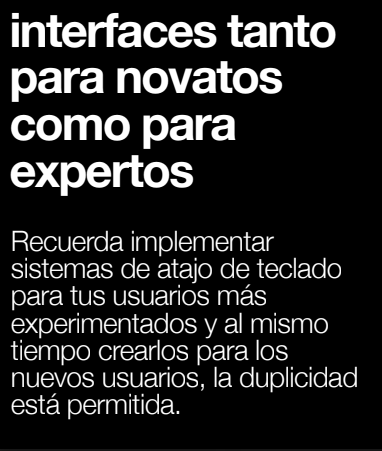 interfaces tanto
para novatos
como para
expertos
Recuerda implementar
sistemas de atajo de teclado
para tus usuarios más
experimentados y al mismo
tiempo crearlos para los
nuevos usuarios, la duplicidad
está permitida.